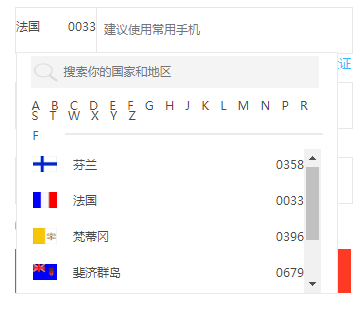 法国 0033 建议使用常用手机
证
搜索你的国家和地区
A B C D E F G H J K L M N P R
S T W X Y Z
F
芬兰 0358
法国 0033
梵蒂冈 0396
斐济群岛 0679